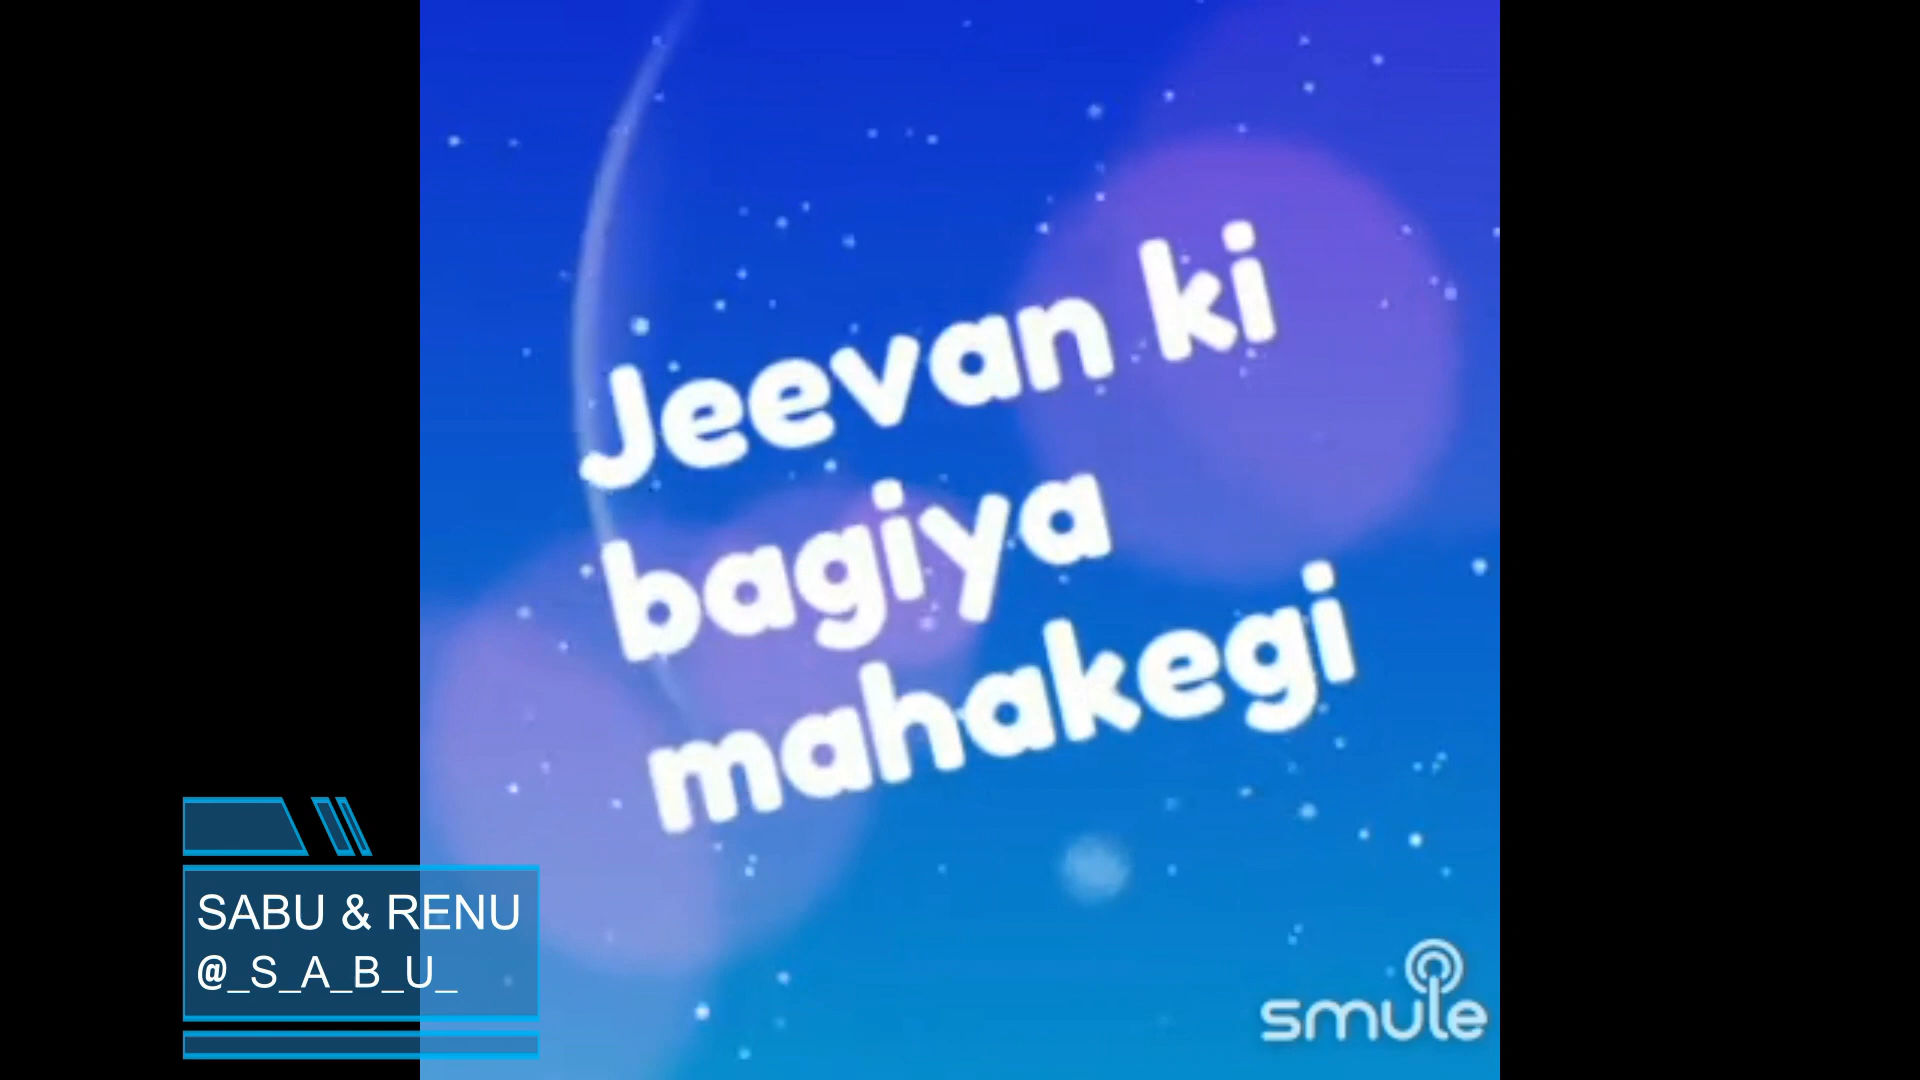 Jeevan ki
bagiya
mahakegi
SABU & RENU
@_S_A_B_U_
smule